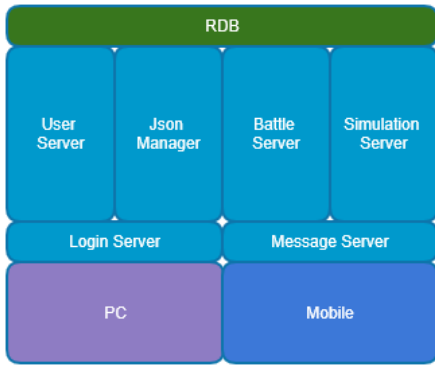 RDB
User
Server
Json
Manager
Battle
Server
Simulation
Server
Login Server
Message Server
PC
Mobile